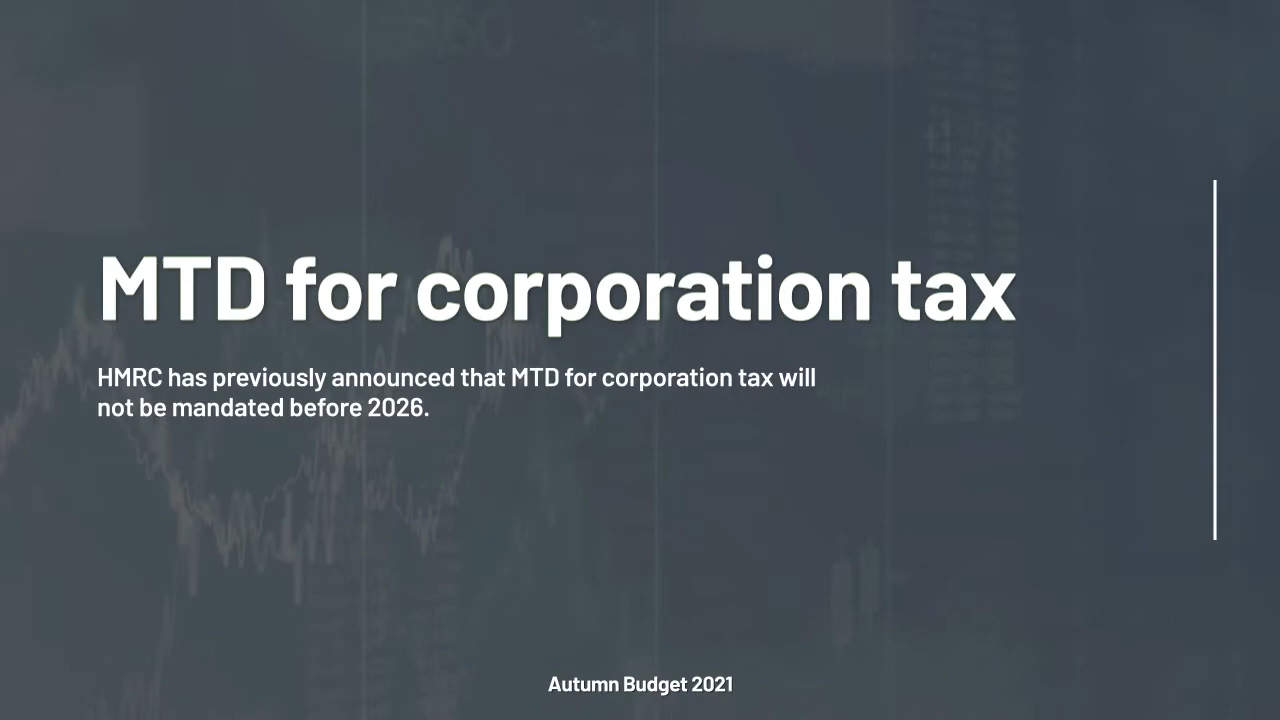 MTD for corporation tax
HMRC has previously announced that MTD for corporation tax will
not be mandated before 2026.
Autumn Budget 2021